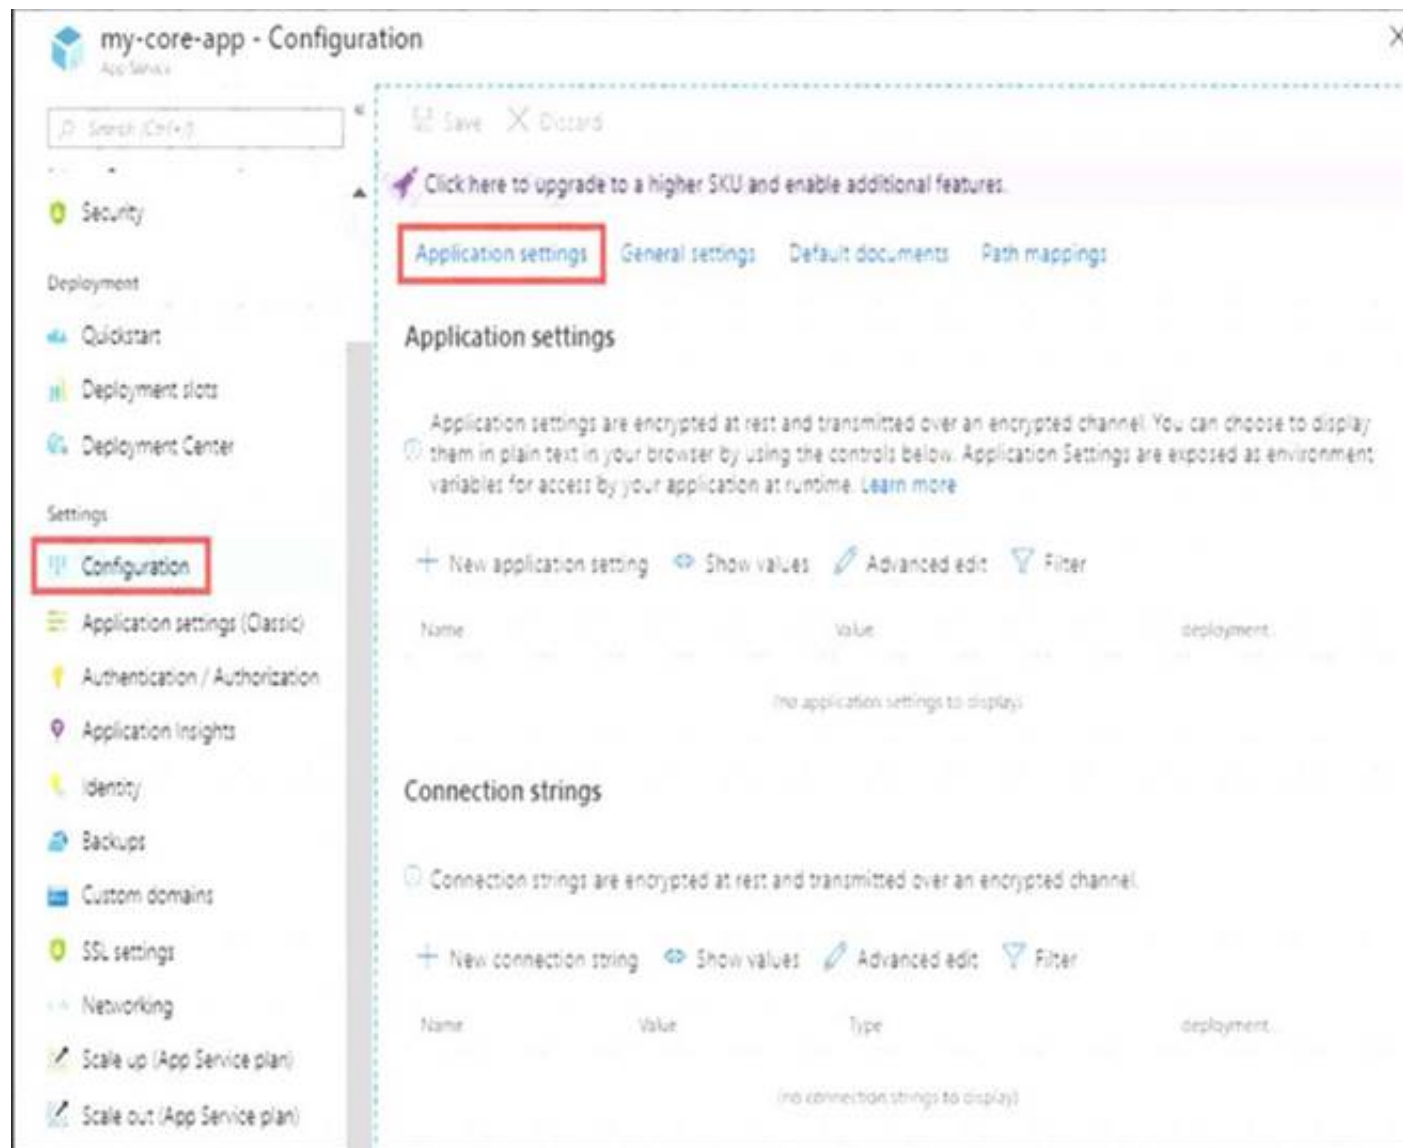 my-core-app - Configuration
App Service
Search (Ctrl+/)
Security
Deployment
Quickstart
Deployment slots
Deployment Center
Settings
Configuration
Application settings (Classic)
Authentication / Authorization
Application Insights
Identity
Backups
Custom domains
SSL settings
Networking
Scale up (App Service plan)
Scale out (App Service plan)
Save Discard
Click here to upgrade to a higher SKU and enable additional features.
Application settings General settings Default documents Path mappings
Application settings
Application settings are encrypted at rest and transmitted over an encrypted channel. You can choose to display
them in plain text in your browser by using the controls below. Application Settings are exposed as environment
variables for access by your application at runtime. Learn more
New application setting Show values Advanced edit Filter
Name Value deployment...
(no application settings to display)
Connection strings
Connection strings are encrypted at rest and transmitted over an encrypted channel.
New connection string Show values Advanced edit Filter
Name Value Type deployment...
(no connection strings to display)